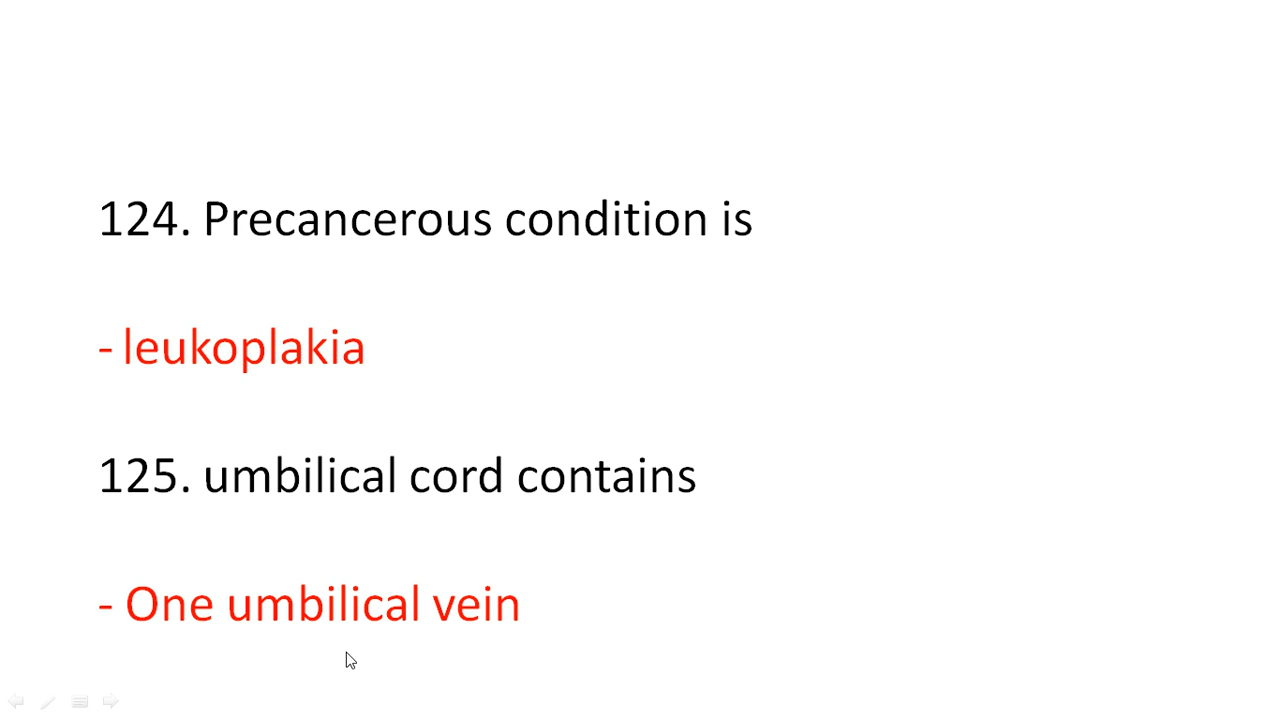 124. Precancerous condition is
- leukoplakia
125. umbilical cord contains
- One umbilical vein